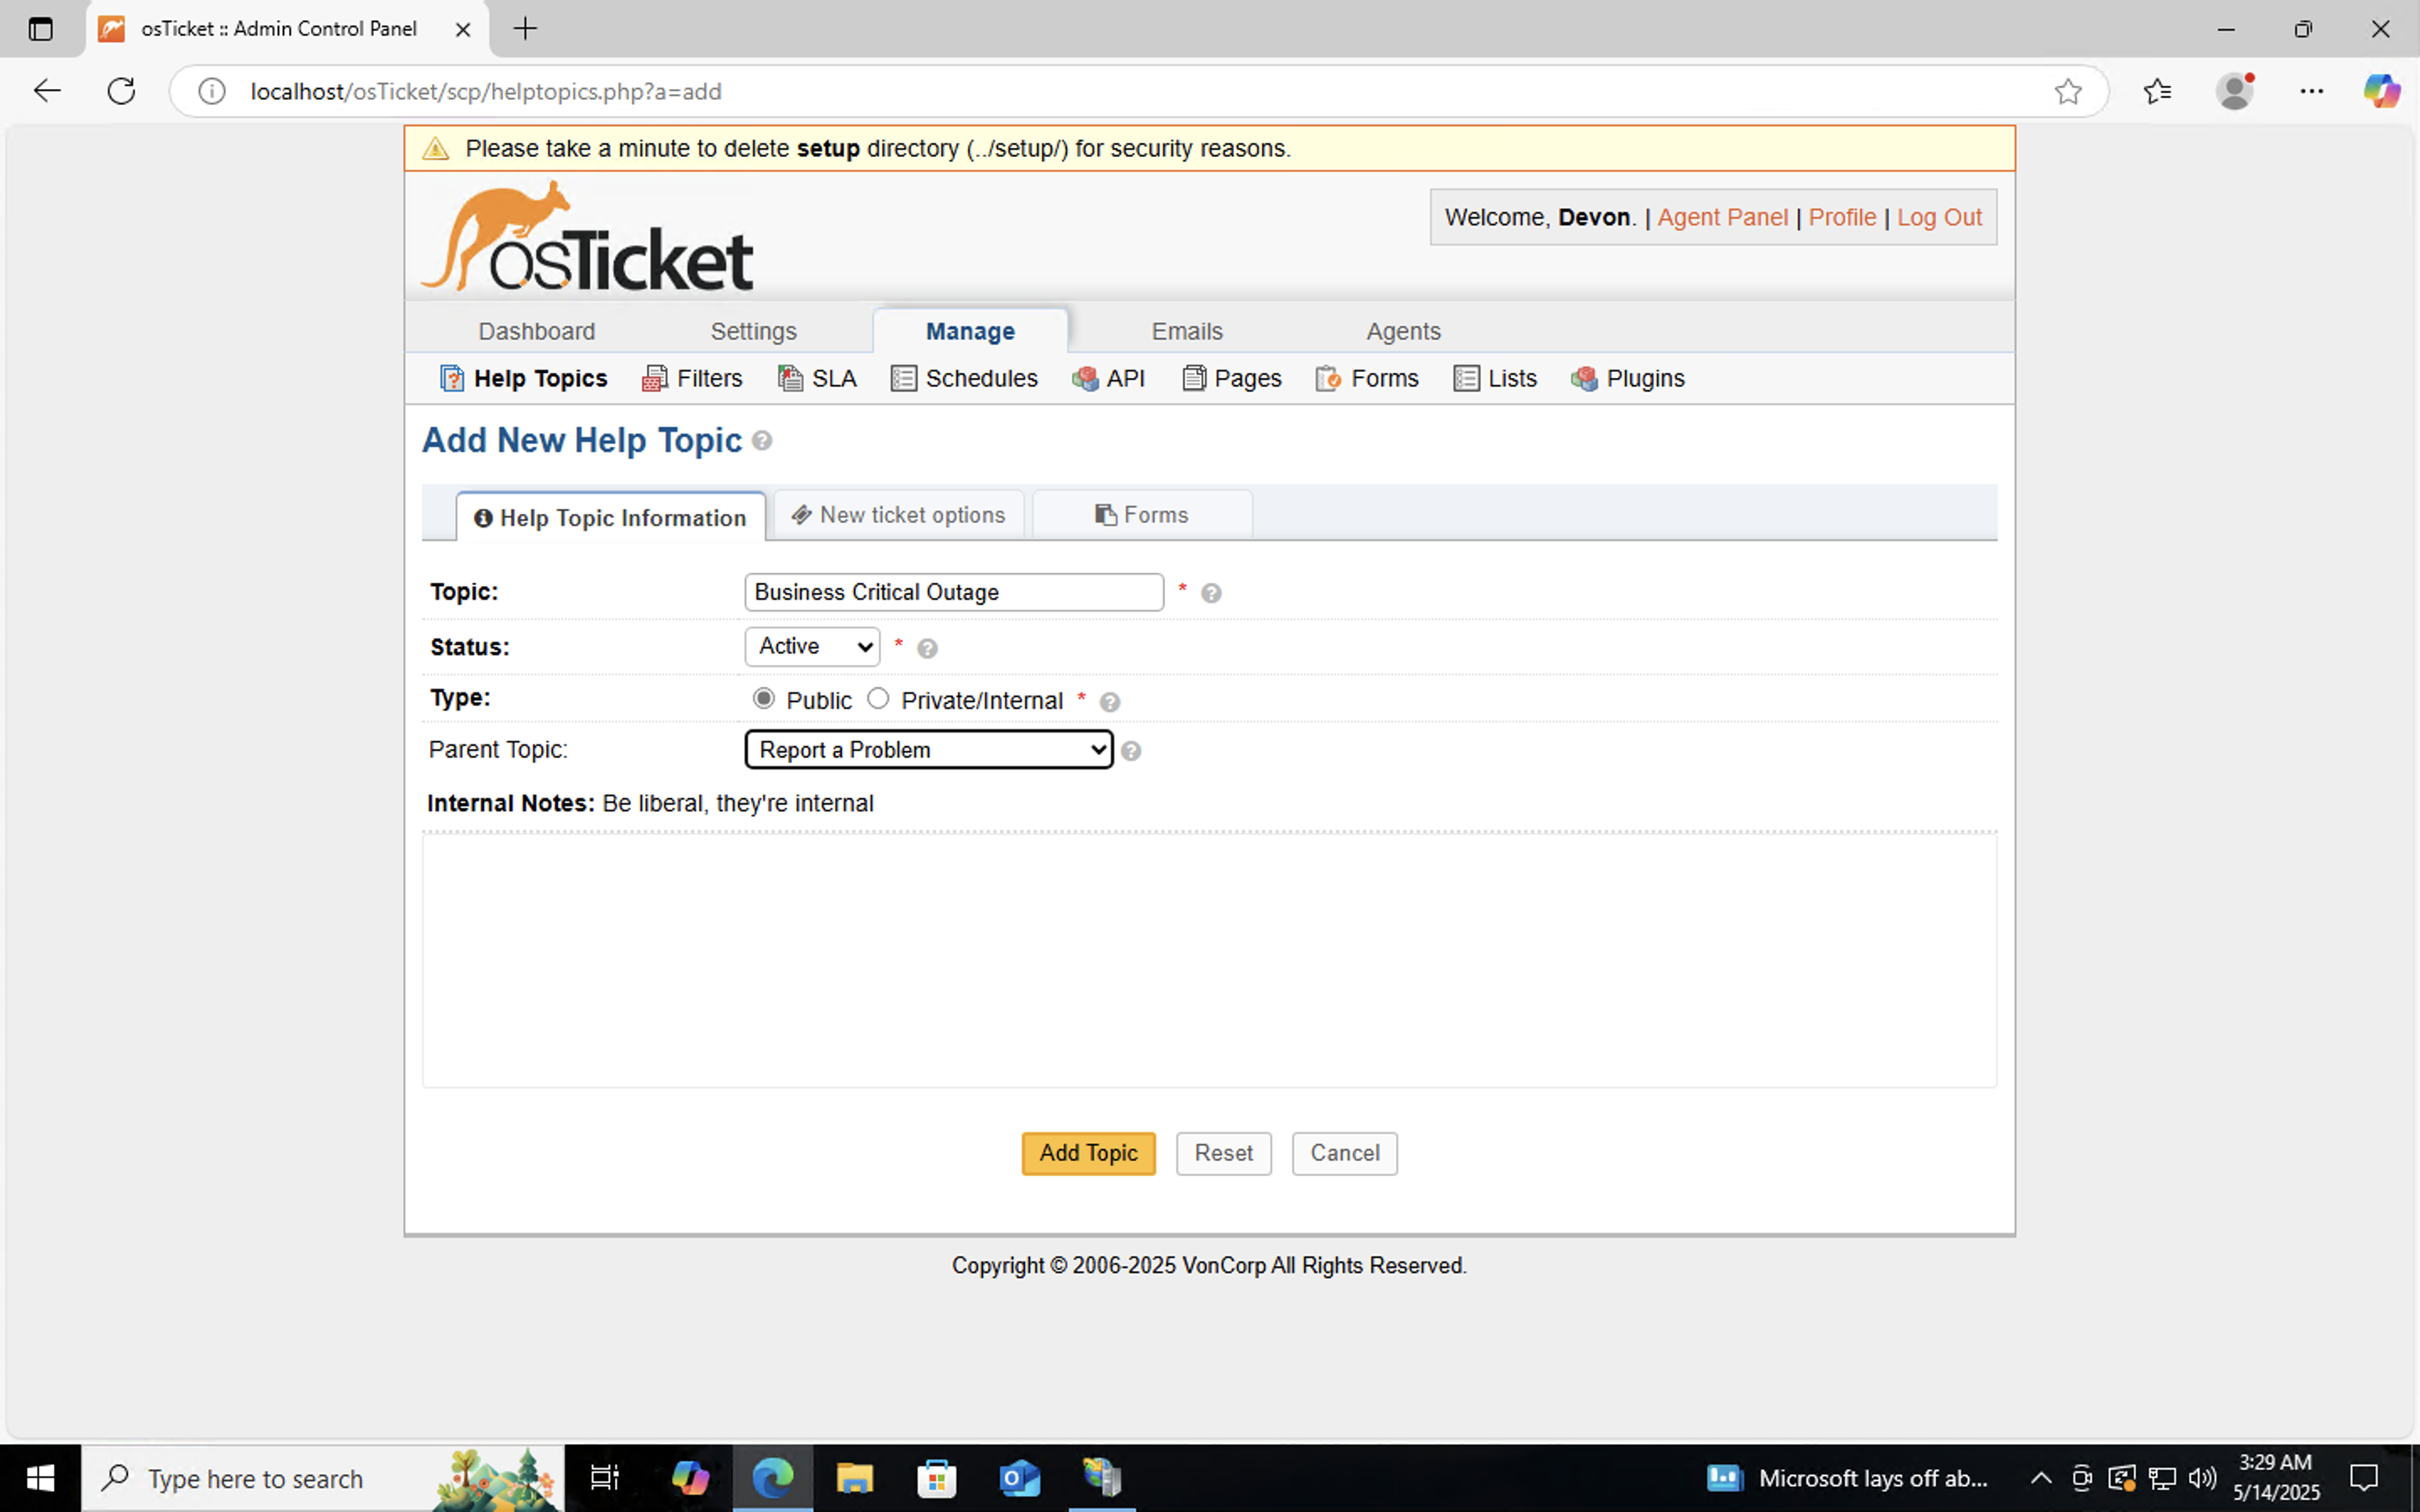 osTicket :: Admin Control Panel
localhost/osTicket/scp/helptopics.php?a=add
Please take a minute to delete setup directory (../setup/) for security reasons.
osTicket
Welcome, Devon. | Agent Panel | Profile | Log Out
Dashboard Settings Manage Emails Agents
Help Topics Filters SLA Schedules API Pages Forms Lists Plugins
Add New Help Topic
Help Topic Information New ticket options Forms
Topic: Business Critical Outage *
Status: Active *
Type: Public Private/Internal *
Parent Topic: Report a Problem
Internal Notes: Be liberal, they're internal
Add Topic Reset Cancel
Copyright © 2006-2025 VonCorp All Rights Reserved.
Type here to search
Microsoft lays off ab...
3:29 AM
5/14/2025